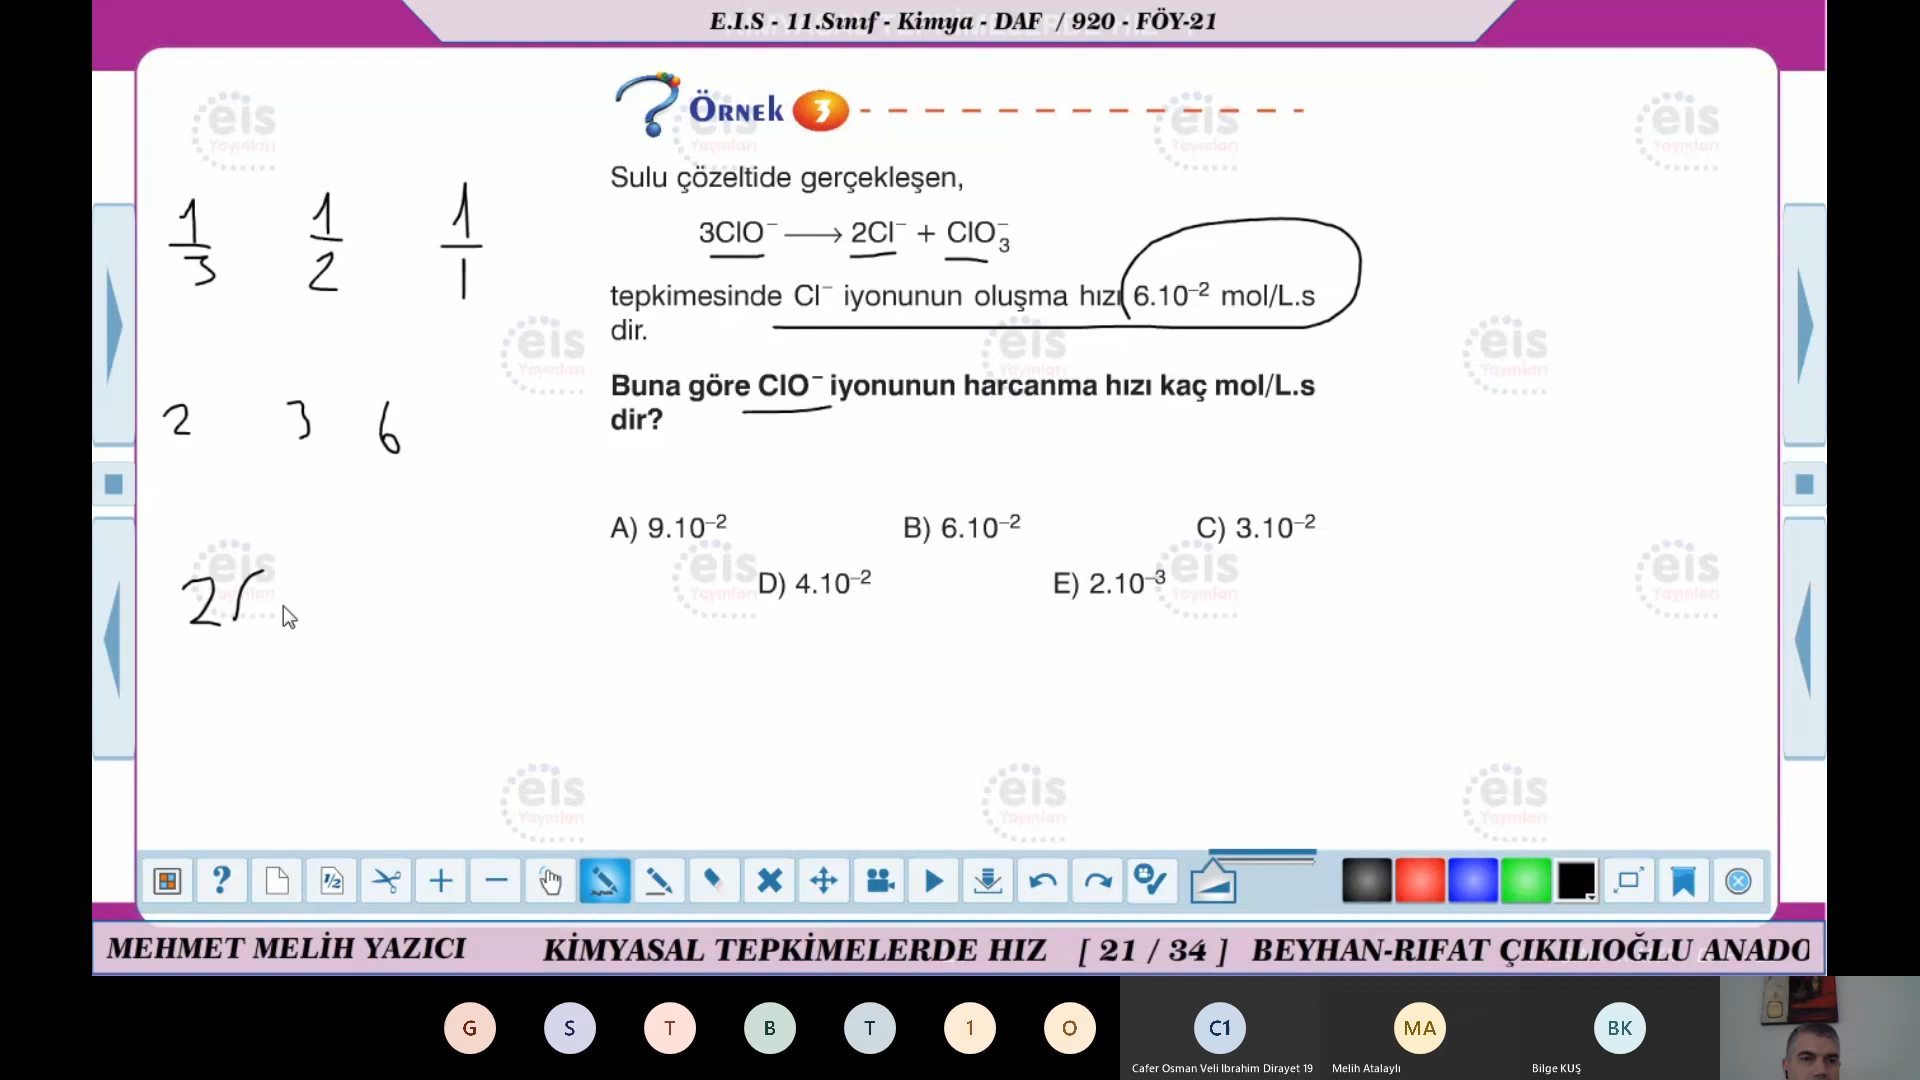 E.I.S - 11.Sınıf - Kimya - DAF / 920 - FÖY-21
ÖRNEK 3
Sulu çözeltide gerçekleşen,
3ClO⁻ ⟶ 2Cl⁻ + ClO₃⁻
tepkimesinde Cl⁻ iyonunun oluşma hızı 6.10⁻² mol/L.s
dir.
Buna göre ClO⁻ iyonunun harcanma hızı kaç mol/L.s
dir?
A) 9.10⁻² B) 6.10⁻² C) 3.10⁻²
D) 4.10⁻² E) 2.10⁻³
1/3 1/2 1/1
2 3 6
2
eis Yayınları
MEHMET MELİH YAZICI KİMYASAL TEPKİMELERDE HIZ [ 21 / 34 ] BEYHAN-RIFAT ÇIKILIOĞLU ANADO
G S T B T 1 O C1 MA BK
Cafer Osman Veli Ibrahim Dirayet 19 Melih Atalaylı Bilge KUŞ